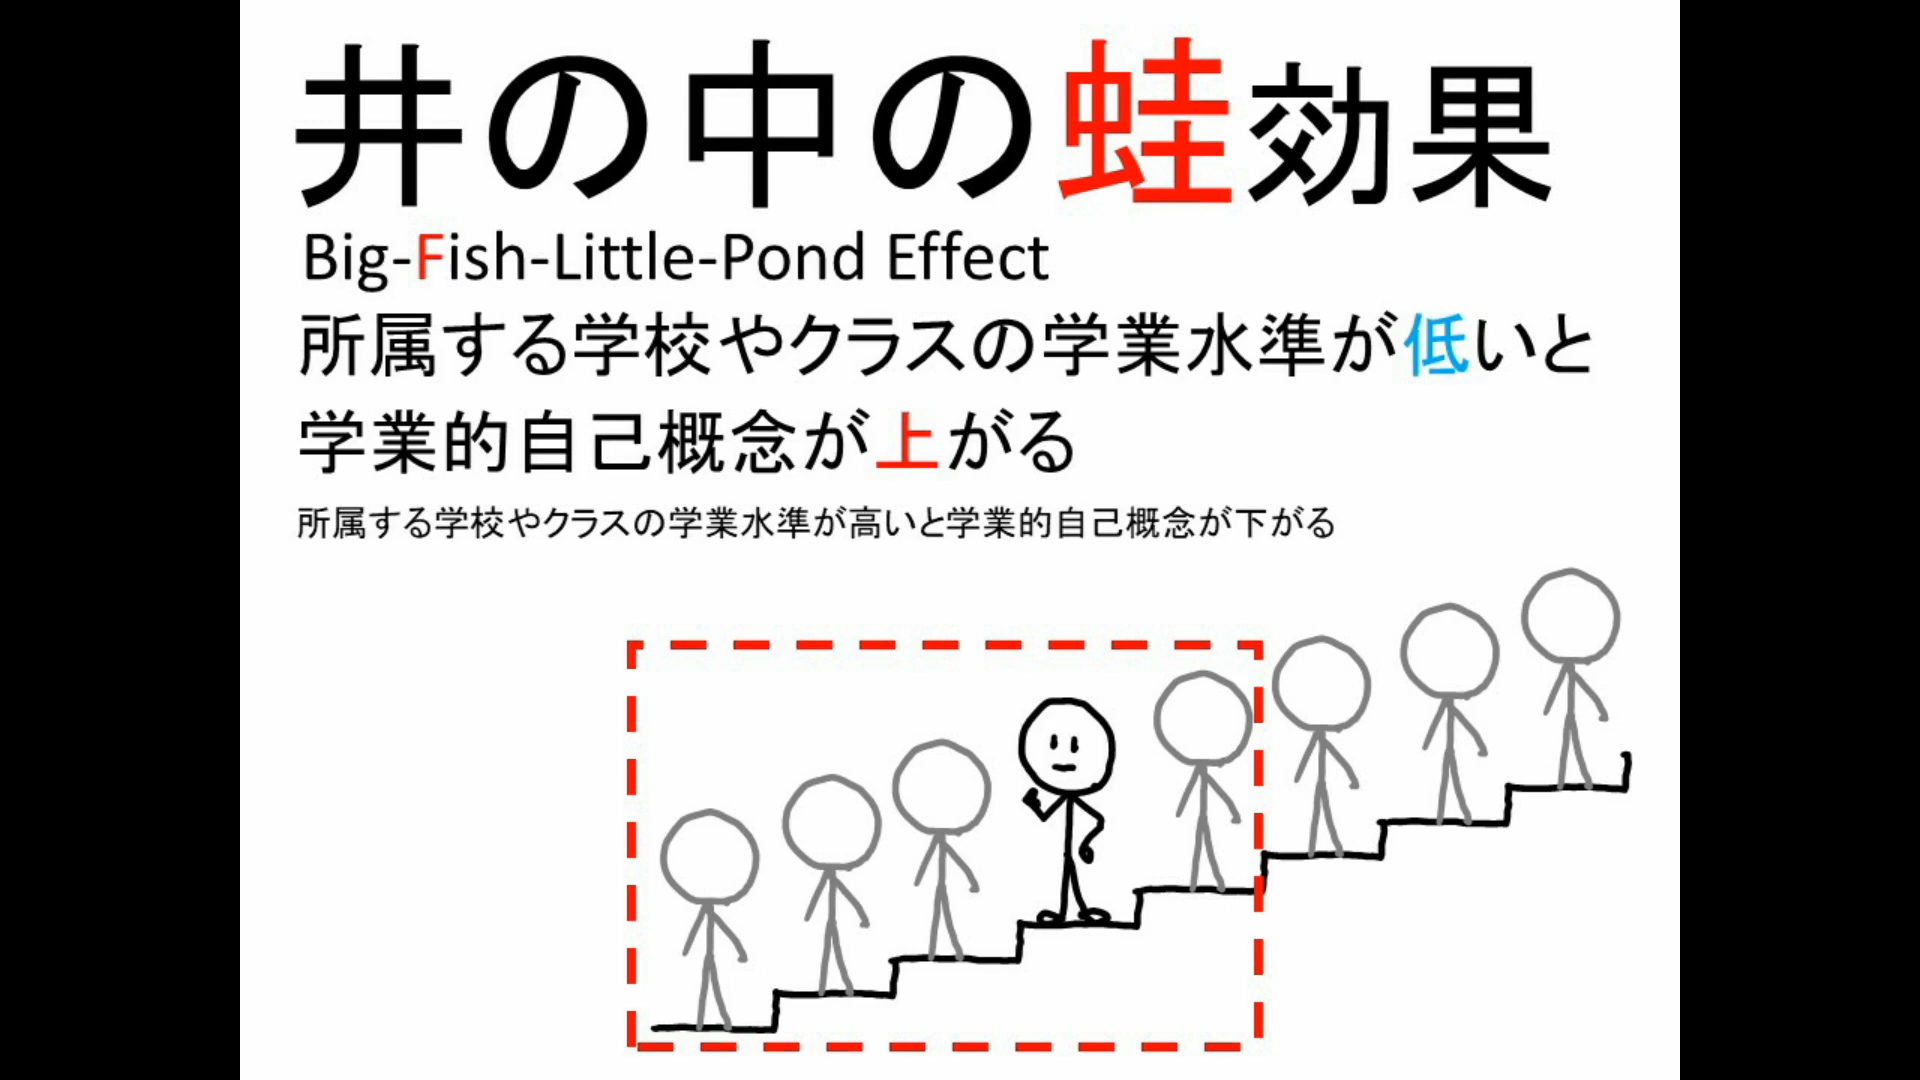 井の中の蛙効果
Big-Fish-Little-Pond Effect
所属する学校やクラスの学業水準が低いと
学業的自己概念が上がる
所属する学校やクラスの学業水準が高いと学業的自己概念が下がる